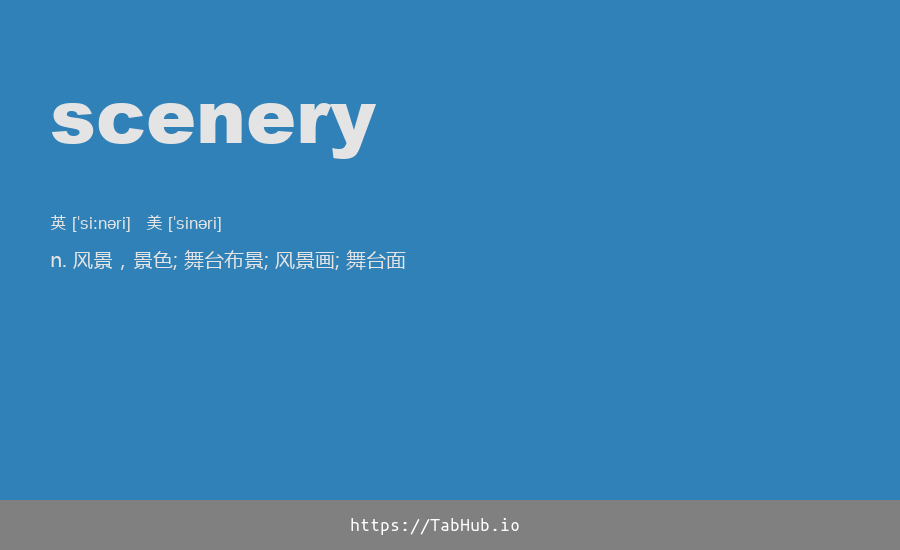 scenery
英 [ˈsiːnəri]   美 [ˈsinəri]
n. 风景，景色; 舞台布景; 风景画; 舞台面
https://TabHub.io